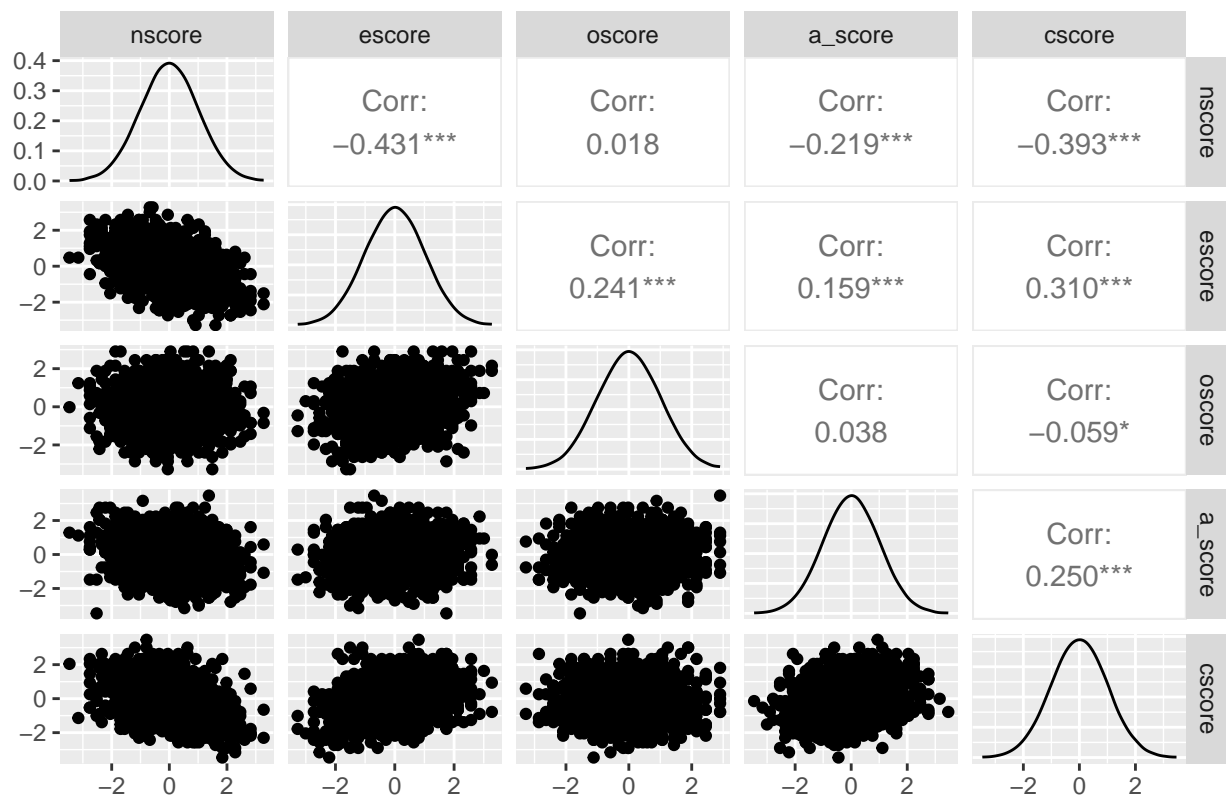 nscore escore oscore a_score cscore
0.4
0.3
0.2
0.1
0.0
Corr: Corr: Corr: Corr:
−0.431*** 0.018 −0.219*** −0.393***
nscore
2
0
−2
Corr: Corr: Corr:
0.241*** 0.159*** 0.310***
escore
2
0
−2
Corr: Corr:
0.038 −0.059*
oscore
2
0
−2
Corr:
0.250***
a_score
2
0
−2
cscore
−2 0 2 −2 0 2 −2 0 2 −2 0 2 −2 0 2